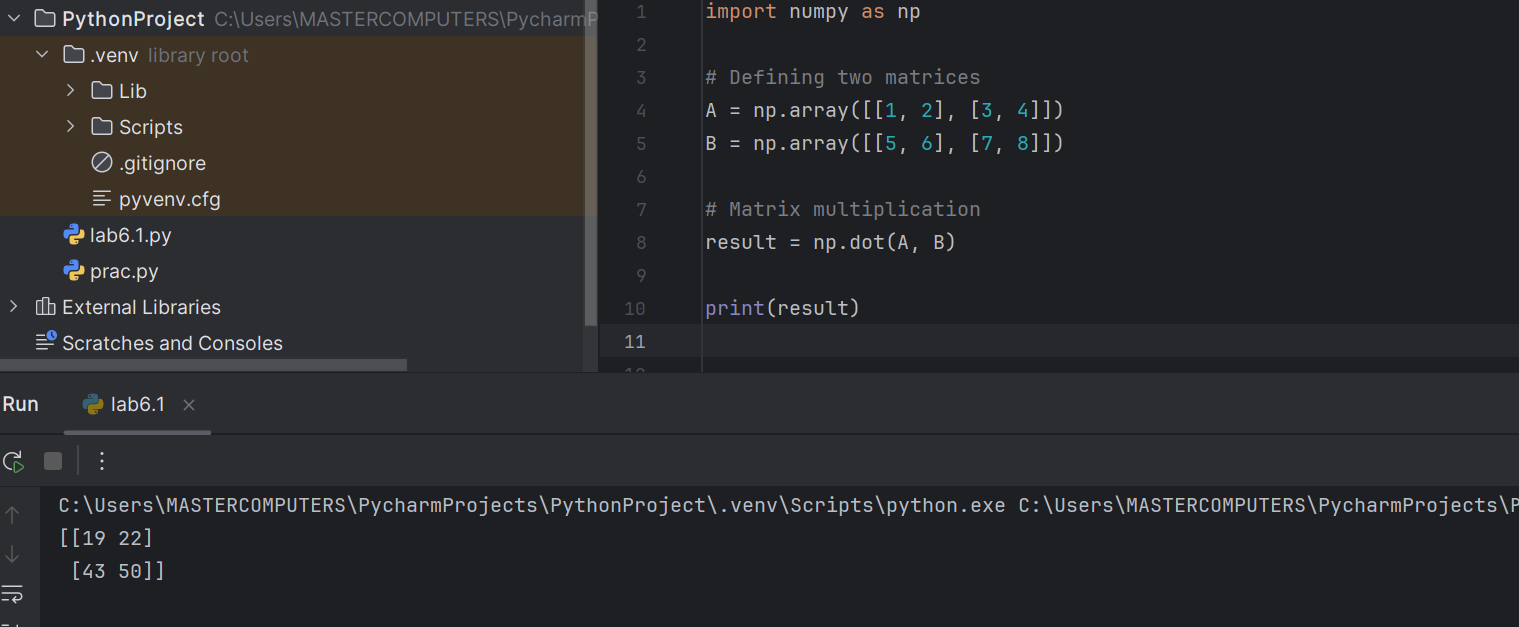 PythonProject C:\Users\MASTERCOMPUTERS\PycharmP
.venv library root
Lib
Scripts
.gitignore
pyvenv.cfg
lab6.1.py
prac.py
External Libraries
Scratches and Consoles
1 import numpy as np
2
3 # Defining two matrices
4 A = np.array([[1, 2], [3, 4]])
5 B = np.array([[5, 6], [7, 8]])
6
7 # Matrix multiplication
8 result = np.dot(A, B)
9
10 print(result)
11
Run lab6.1
C:\Users\MASTERCOMPUTERS\PycharmProjects\PythonProject\.venv\Scripts\python.exe C:\Users\MASTERCOMPUTERS\PycharmProjects\P
[[19 22]
 [43 50]]